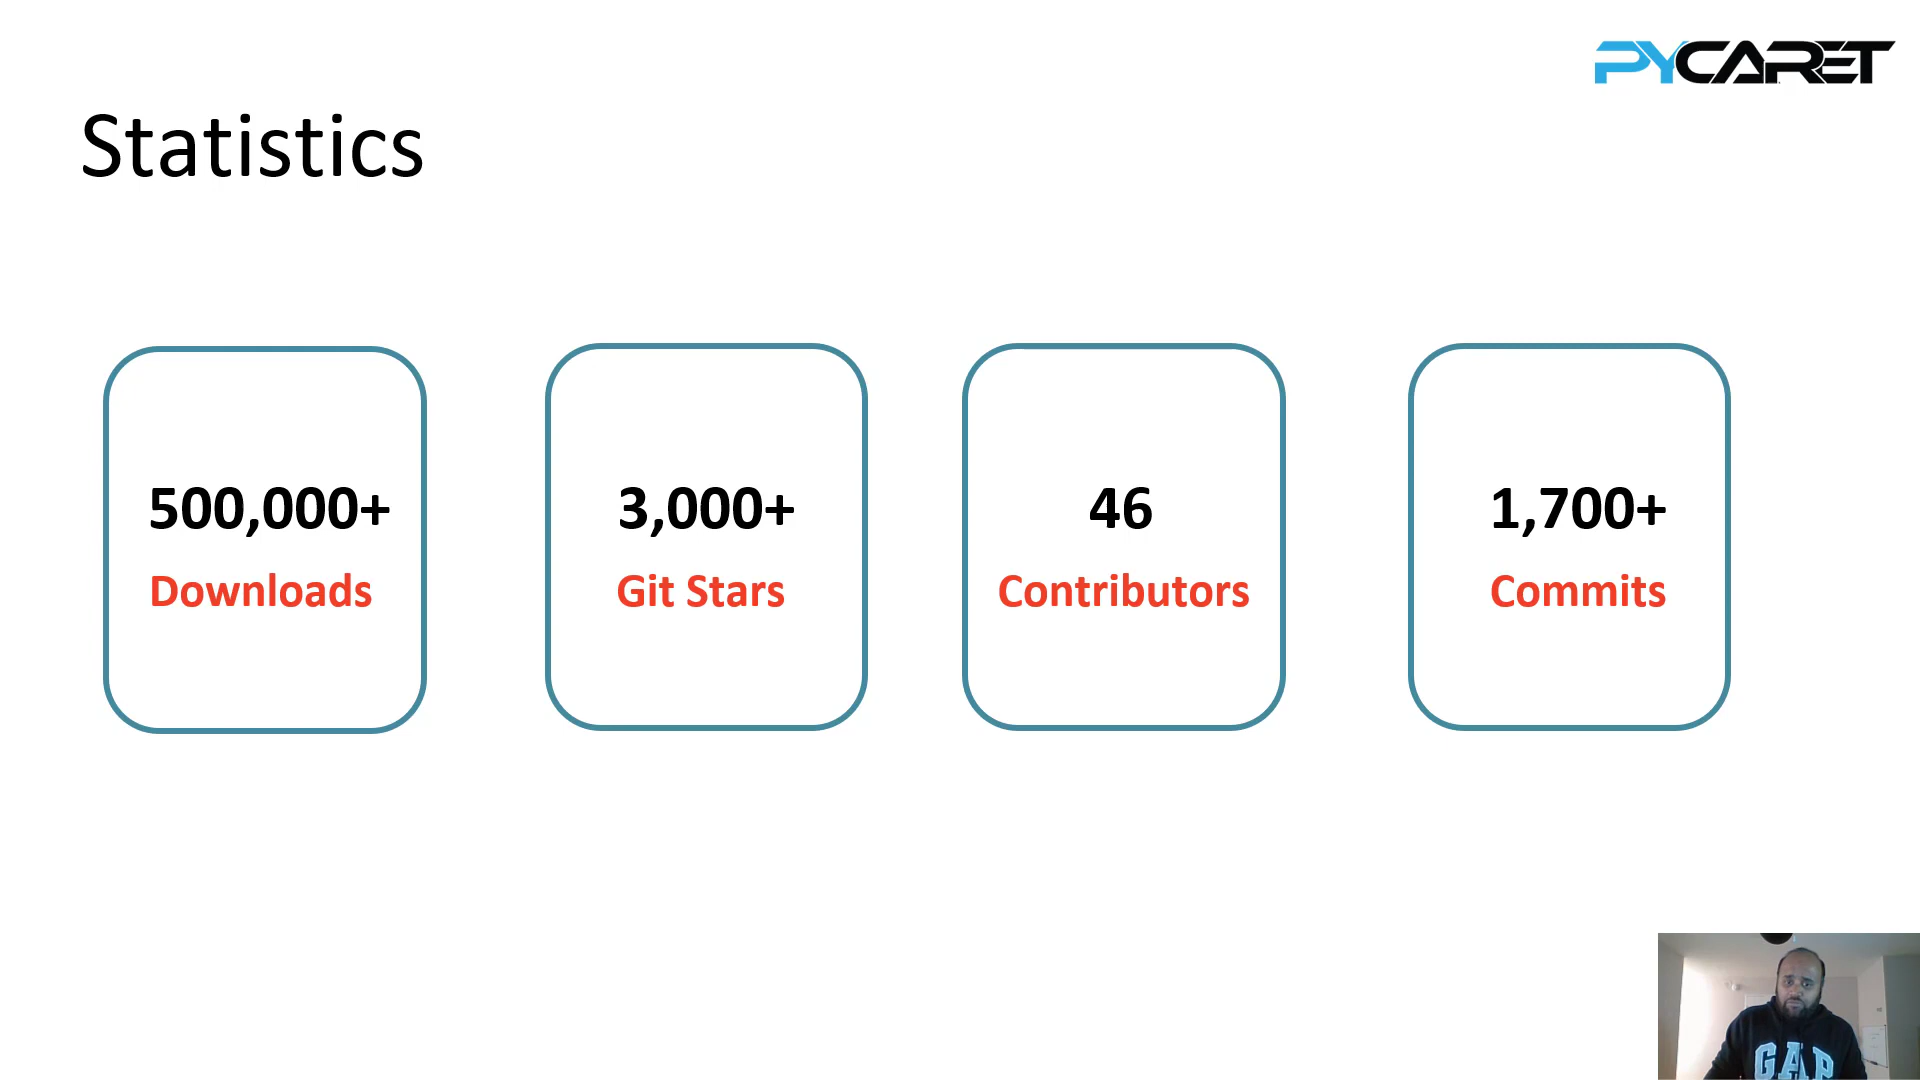 PYCARET
Statistics
500,000+
Downloads
3,000+
Git Stars
46
Contributors
1,700+
Commits
GAP